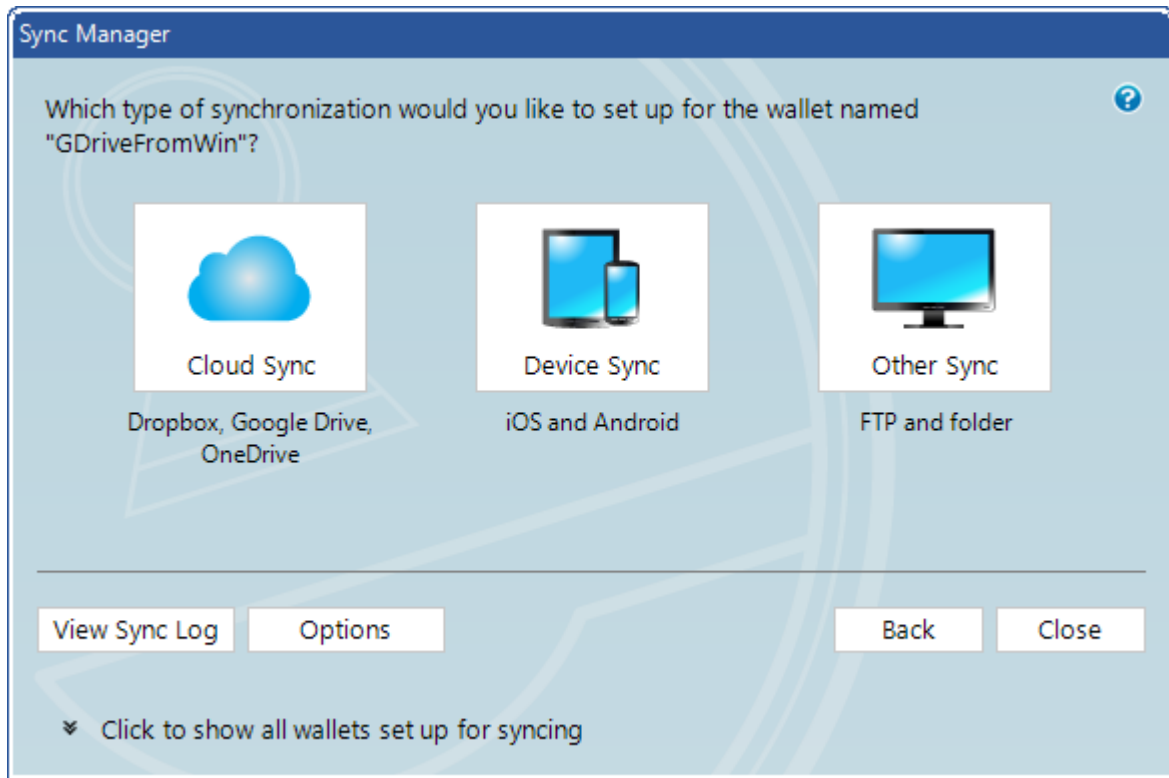 Sync Manager
Which type of synchronization would you like to set up for the wallet named
"GDriveFromWin"?
Cloud Sync
Device Sync
Other Sync
Dropbox, Google Drive,
OneDrive
iOS and Android
FTP and folder
View Sync Log
Options
Back
Close
Click to show all wallets set up for syncing